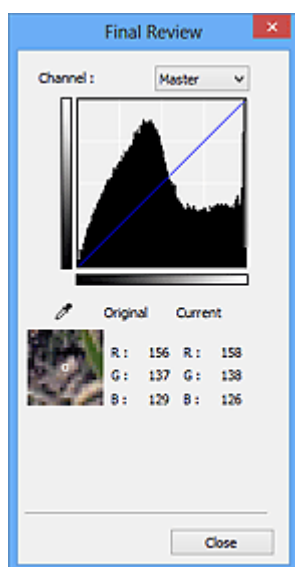 Final Review
Channel : Master
Original Current
R : 156 R : 158
G : 137 G : 138
B : 129 B : 126
Close